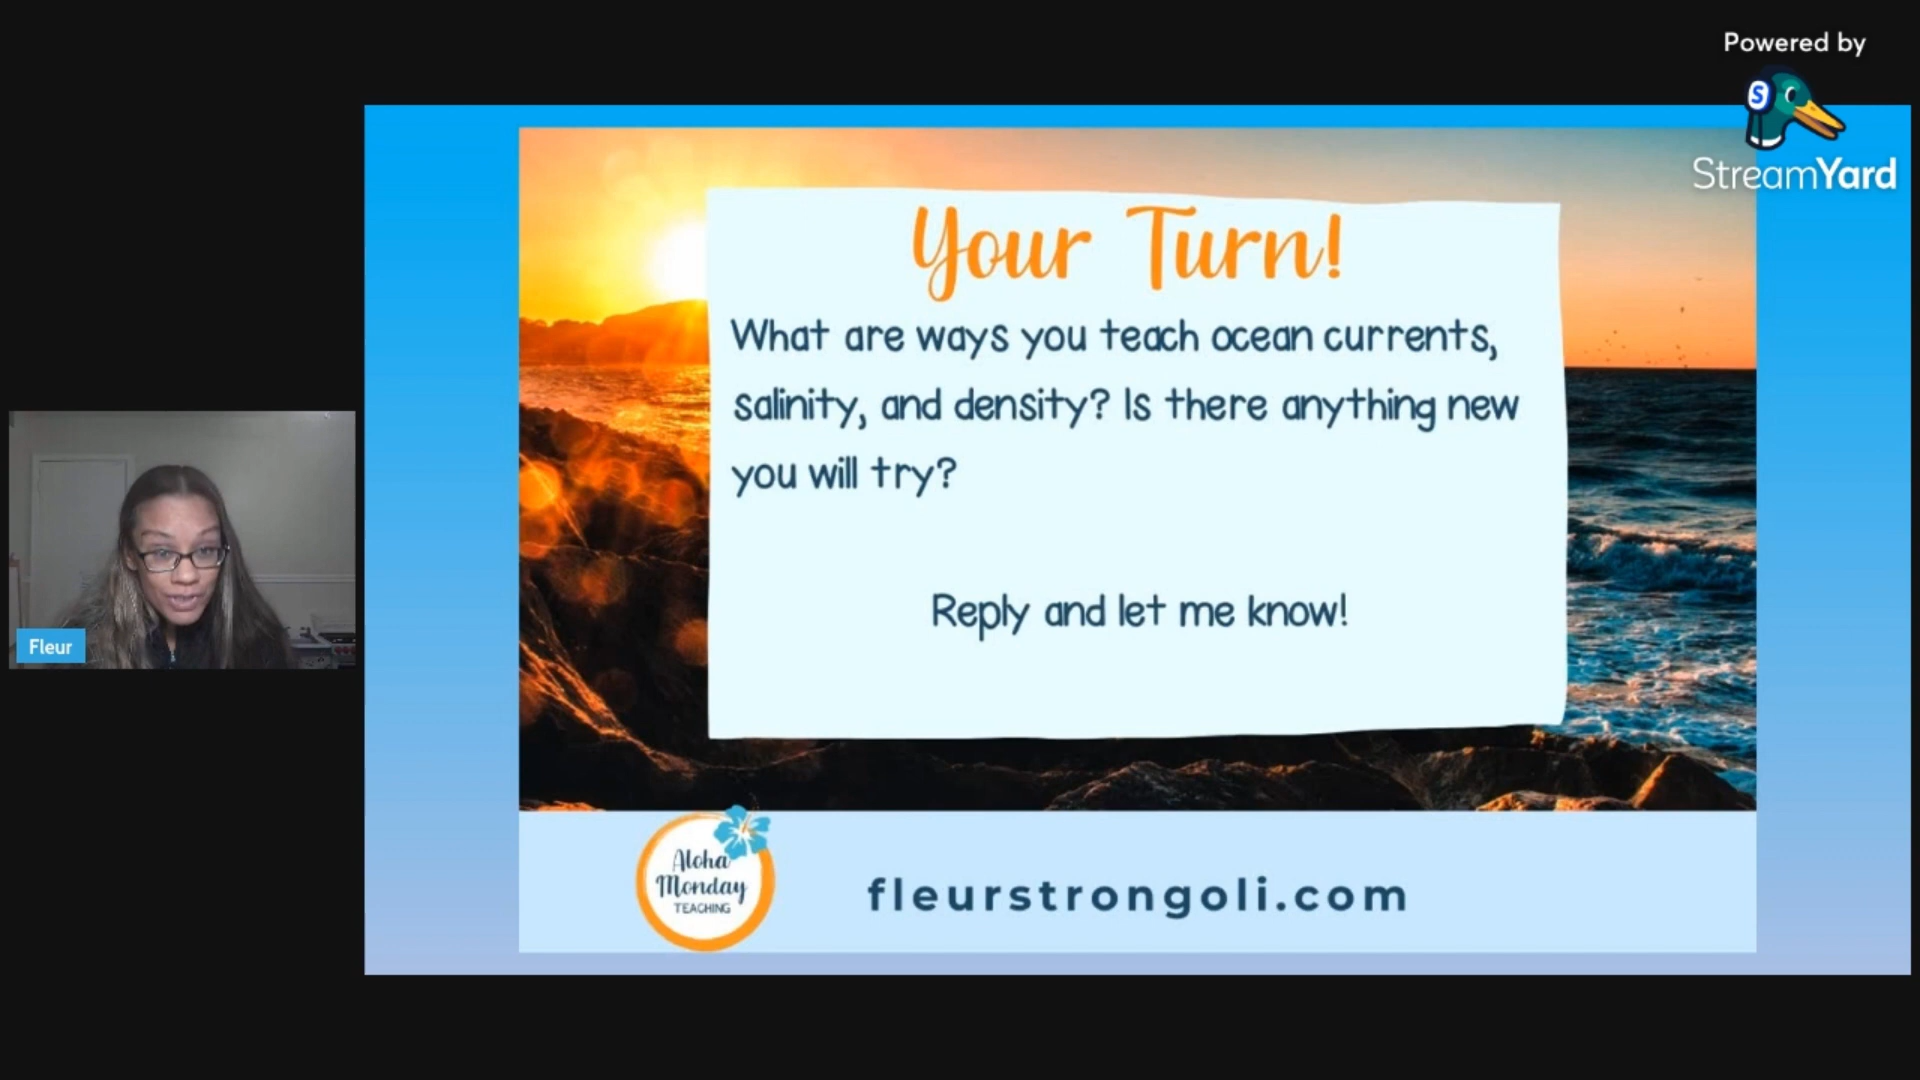 Powered by
S
StreamYard
Your Turn!
What are ways you teach ocean currents,
salinity, and density? Is there anything new
you will try?
Reply and let me know!
Fleur
Aloha
Monday
TEACHING
fleurstrongoli.com